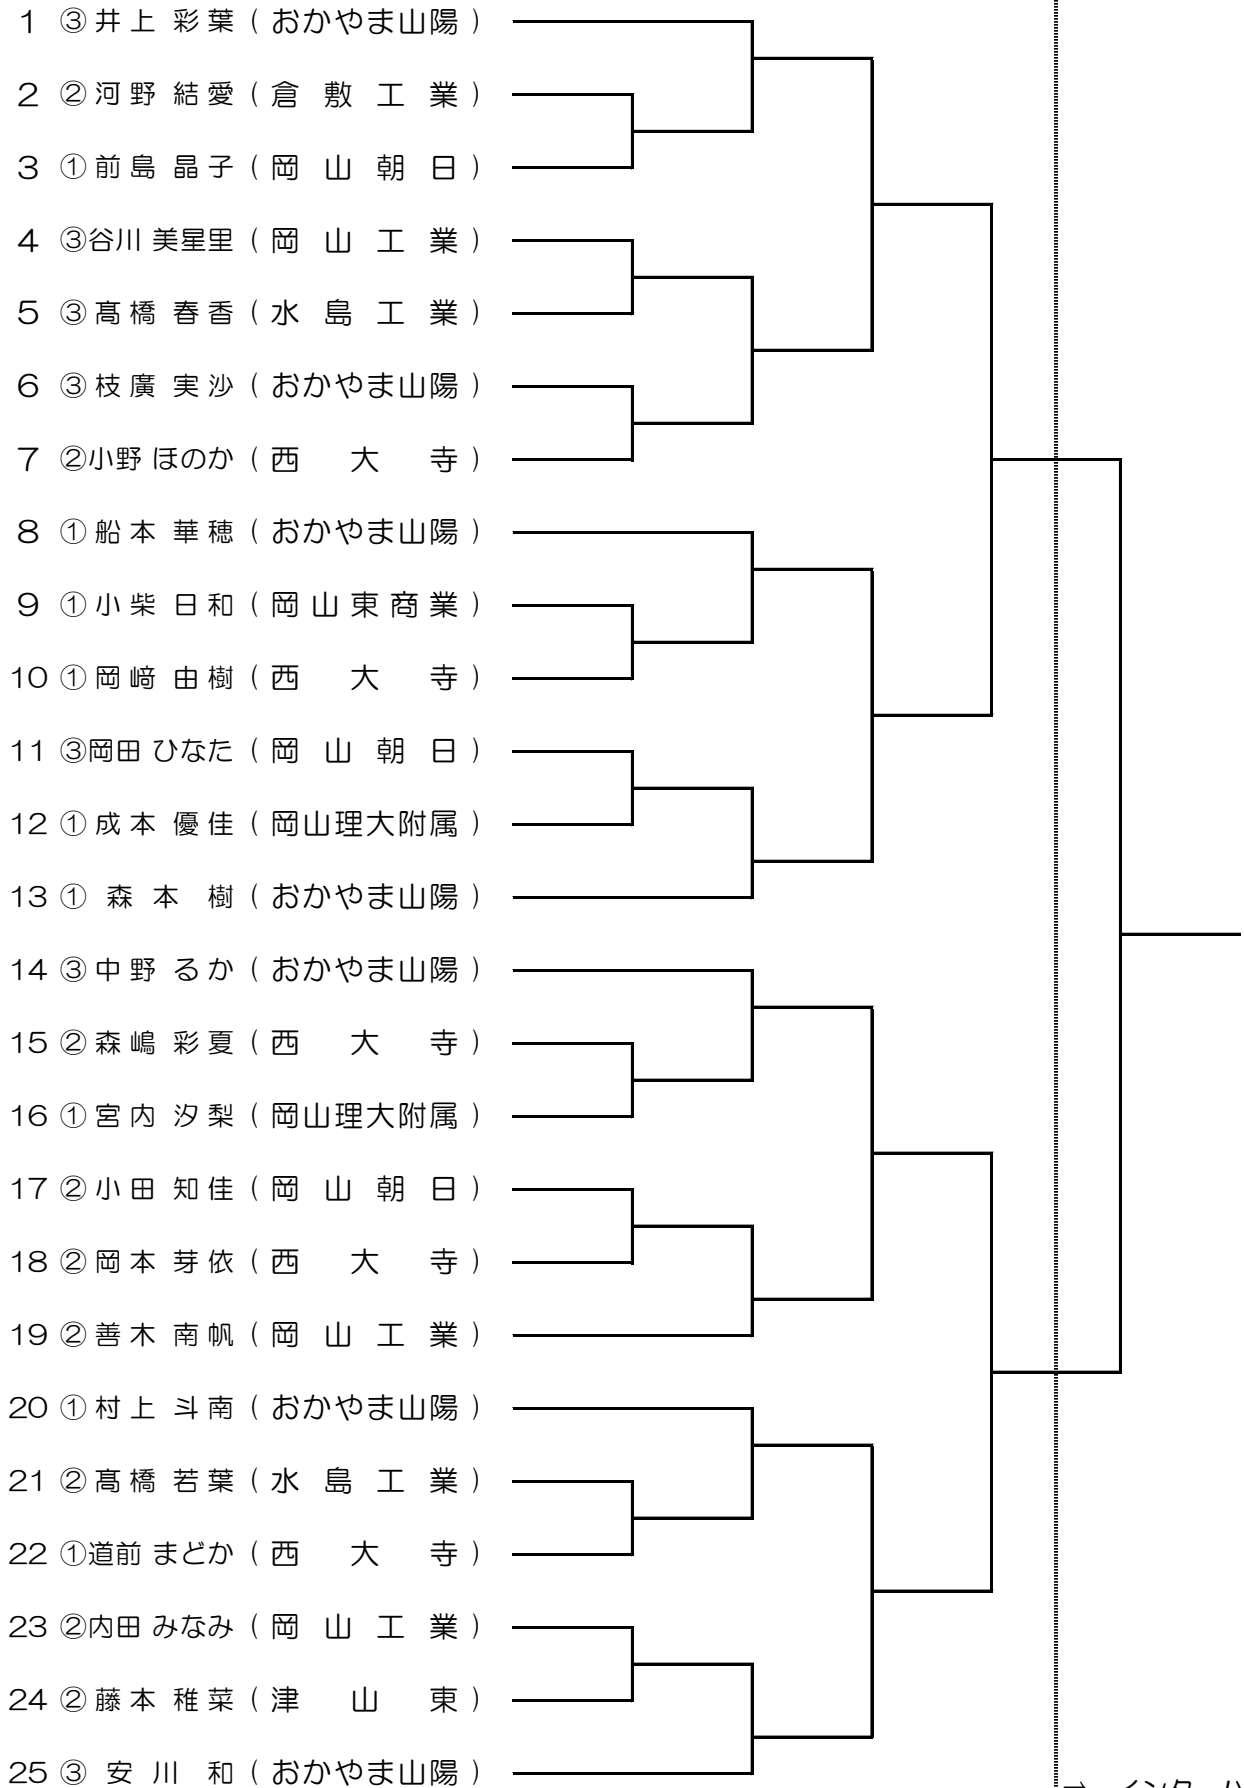 1 ③井上 彩葉 ( おかやま山陽 )
2 ②河野 結愛 ( 倉敷工業 )
3 ①前島 晶子 ( 岡山朝日 )
4 ③谷川 美星里 ( 岡山工業 )
5 ③髙橋 春香 ( 水島工業 )
6 ③枝廣 実沙 ( おかやま山陽 )
7 ②小野 ほのか ( 西大寺 )
8 ①船本 華穂 ( おかやま山陽 )
9 ①小柴 日和 ( 岡山東商業 )
10 ①岡﨑 由樹 ( 西大寺 )
11 ③岡田 ひなた ( 岡山朝日 )
12 ①成本 優佳 ( 岡山理大附属 )
13 ①森本 樹 ( おかやま山陽 )
14 ③中野 るか ( おかやま山陽 )
15 ②森嶋 彩夏 ( 西大寺 )
16 ①宮内 汐梨 ( 岡山理大附属 )
17 ②小田 知佳 ( 岡山朝日 )
18 ②岡本 芽依 ( 西大寺 )
19 ②善木 南帆 ( 岡山工業 )
20 ①村上 斗南 ( おかやま山陽 )
21 ②髙橋 若葉 ( 水島工業 )
22 ①道前 まどか ( 西大寺 )
23 ②内田 みなみ ( 岡山工業 )
24 ②藤本 稚菜 ( 津山東 )
25 ③安川 和 ( おかやま山陽 )